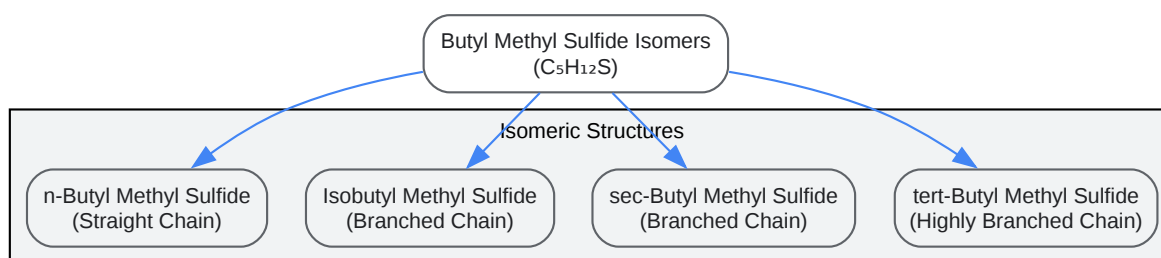 Butyl Methyl Sulfide Isomers
(C₅H₁₂S)
Isomeric Structures
n-Butyl Methyl Sulfide
(Straight Chain)
Isobutyl Methyl Sulfide
(Branched Chain)
sec-Butyl Methyl Sulfide
(Branched Chain)
tert-Butyl Methyl Sulfide
(Highly Branched Chain)